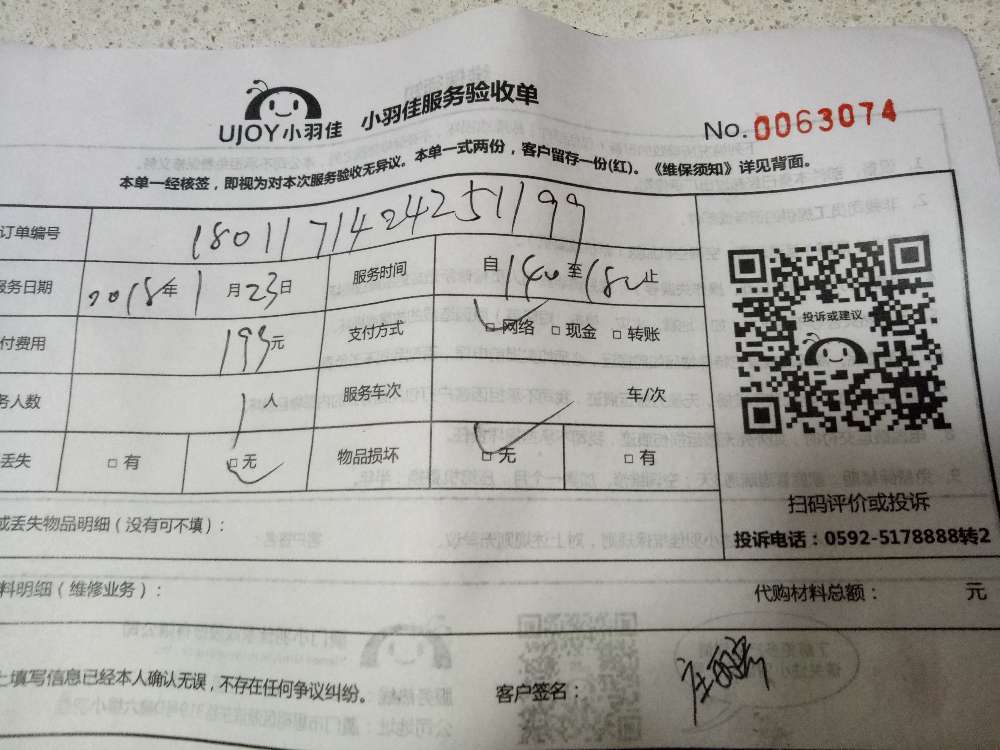 UJOY小羽佳 小羽佳服务验收单
No. 0063074
本单一经核签，即视为对本次服务验收无异议。本单一式两份，客户留存一份(红)。《维保须知》详见背面。
订单编号 18011714242451199
服务日期 2018年1月23日 服务时间 自1400至1800止
付费用 193元 支付方式 □网络 □现金 □转账
务人数 1人 服务车次 车/次
丢失 □有 □无 物品损坏 □无 □有
投诉或建议
扫码评价或投诉
投诉电话：0592-5178888转2
或丢失物品明细（没有可不填）：
料明细（维修业务）： 代购材料总额： 元
上填写信息已经本人确认无误，不存在任何争议纠纷。 客户签名：